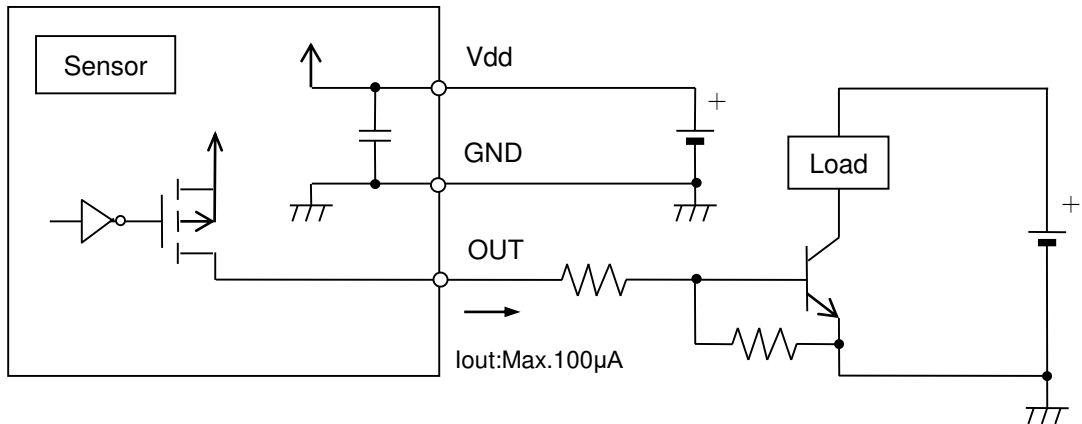 Sensor
Vdd
+
GND
Load
+
OUT
Iout:Max.100µA